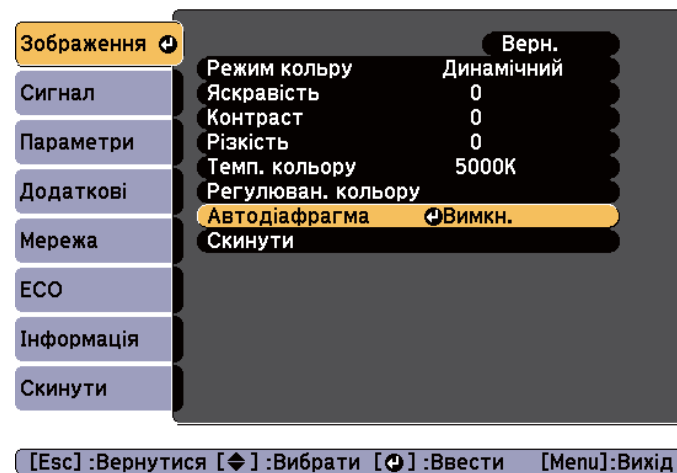 Зображення
Сигнал
Параметри
Додаткові
Мережа
ECO
Інформація
Скинути
Верн.
Режим кольру Динамічний
Яскравість 0
Контраст 0
Різкість 0
Темп. кольору 5000K
Регулюван. кольору
Автодіафрагма Вимкн.
Скинути
[Esc] :Вернутися [◆] :Вибрати [⏎] :Ввести [Menu]:Вихід